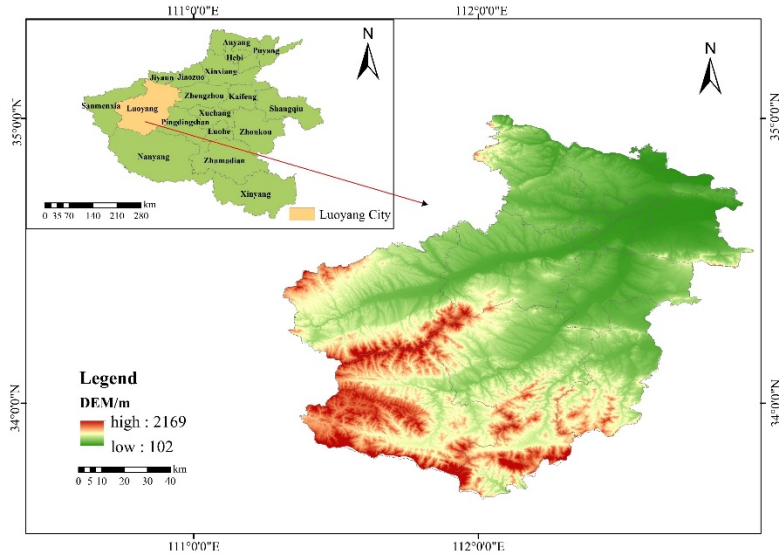 111°0'0"E
112°0'0"E
N
N
Anyang
Puyang
Hebi
Xinxiang
Jiyuan
Jiaozuo
Sanmenxia
Luoyang
Zhengzhou
Kaifeng
Shangqiu
Xuchang
Pingdingshan
Luohe
Zhoukou
Nanyang
Zhumadian
Xinyang
0 35 70 140 210 280 km
Luoyang City
35°0'0"N
35°0'0"N
Legend
DEM/m
high : 2169
low : 102
0 5 10 20 30 40 km
34°0'0"N
34°0'0"N
111°0'0"E
112°0'0"E